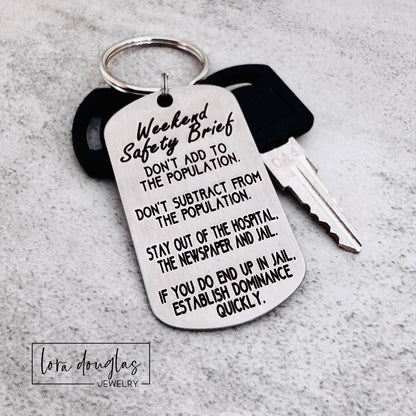 Weekend
Safety Brief
DON'T ADD TO
THE POPULATION.
DON'T SUBTRACT FROM
THE POPULATION.
STAY OUT OF THE HOSPITAL,
THE NEWSPAPER AND JAIL.
IF YOU DO END UP IN JAIL,
ESTABLISH DOMINANCE
QUICKLY.
lora douglas
JEWELRY